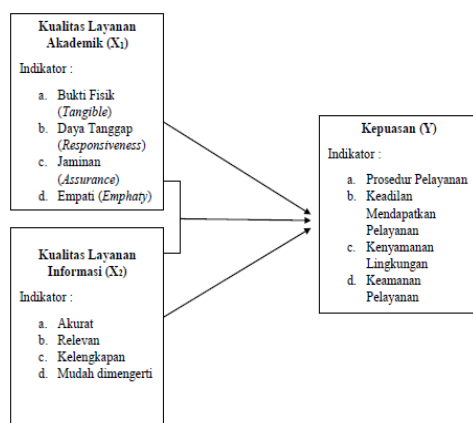 Kualitas Layanan
Akademik (X₁)
Indikator :
a. Bukti Fisik
(Tangible)
b. Daya Tanggap
(Responsiveness)
c. Jaminan
(Assurance)
d. Empati (Emphaty)
Kualitas Layanan
Informasi (X₂)
Indikator :
a. Akurat
b. Relevan
c. Kelengkapan
d. Mudah dimengerti
Kepuasan (Y)
Indikator :
a. Prosedur Pelayanan
b. Keadilan
Mendapatkan
Pelayanan
c. Kenyamanan
Lingkungan
d. Keamanan
Pelayanan